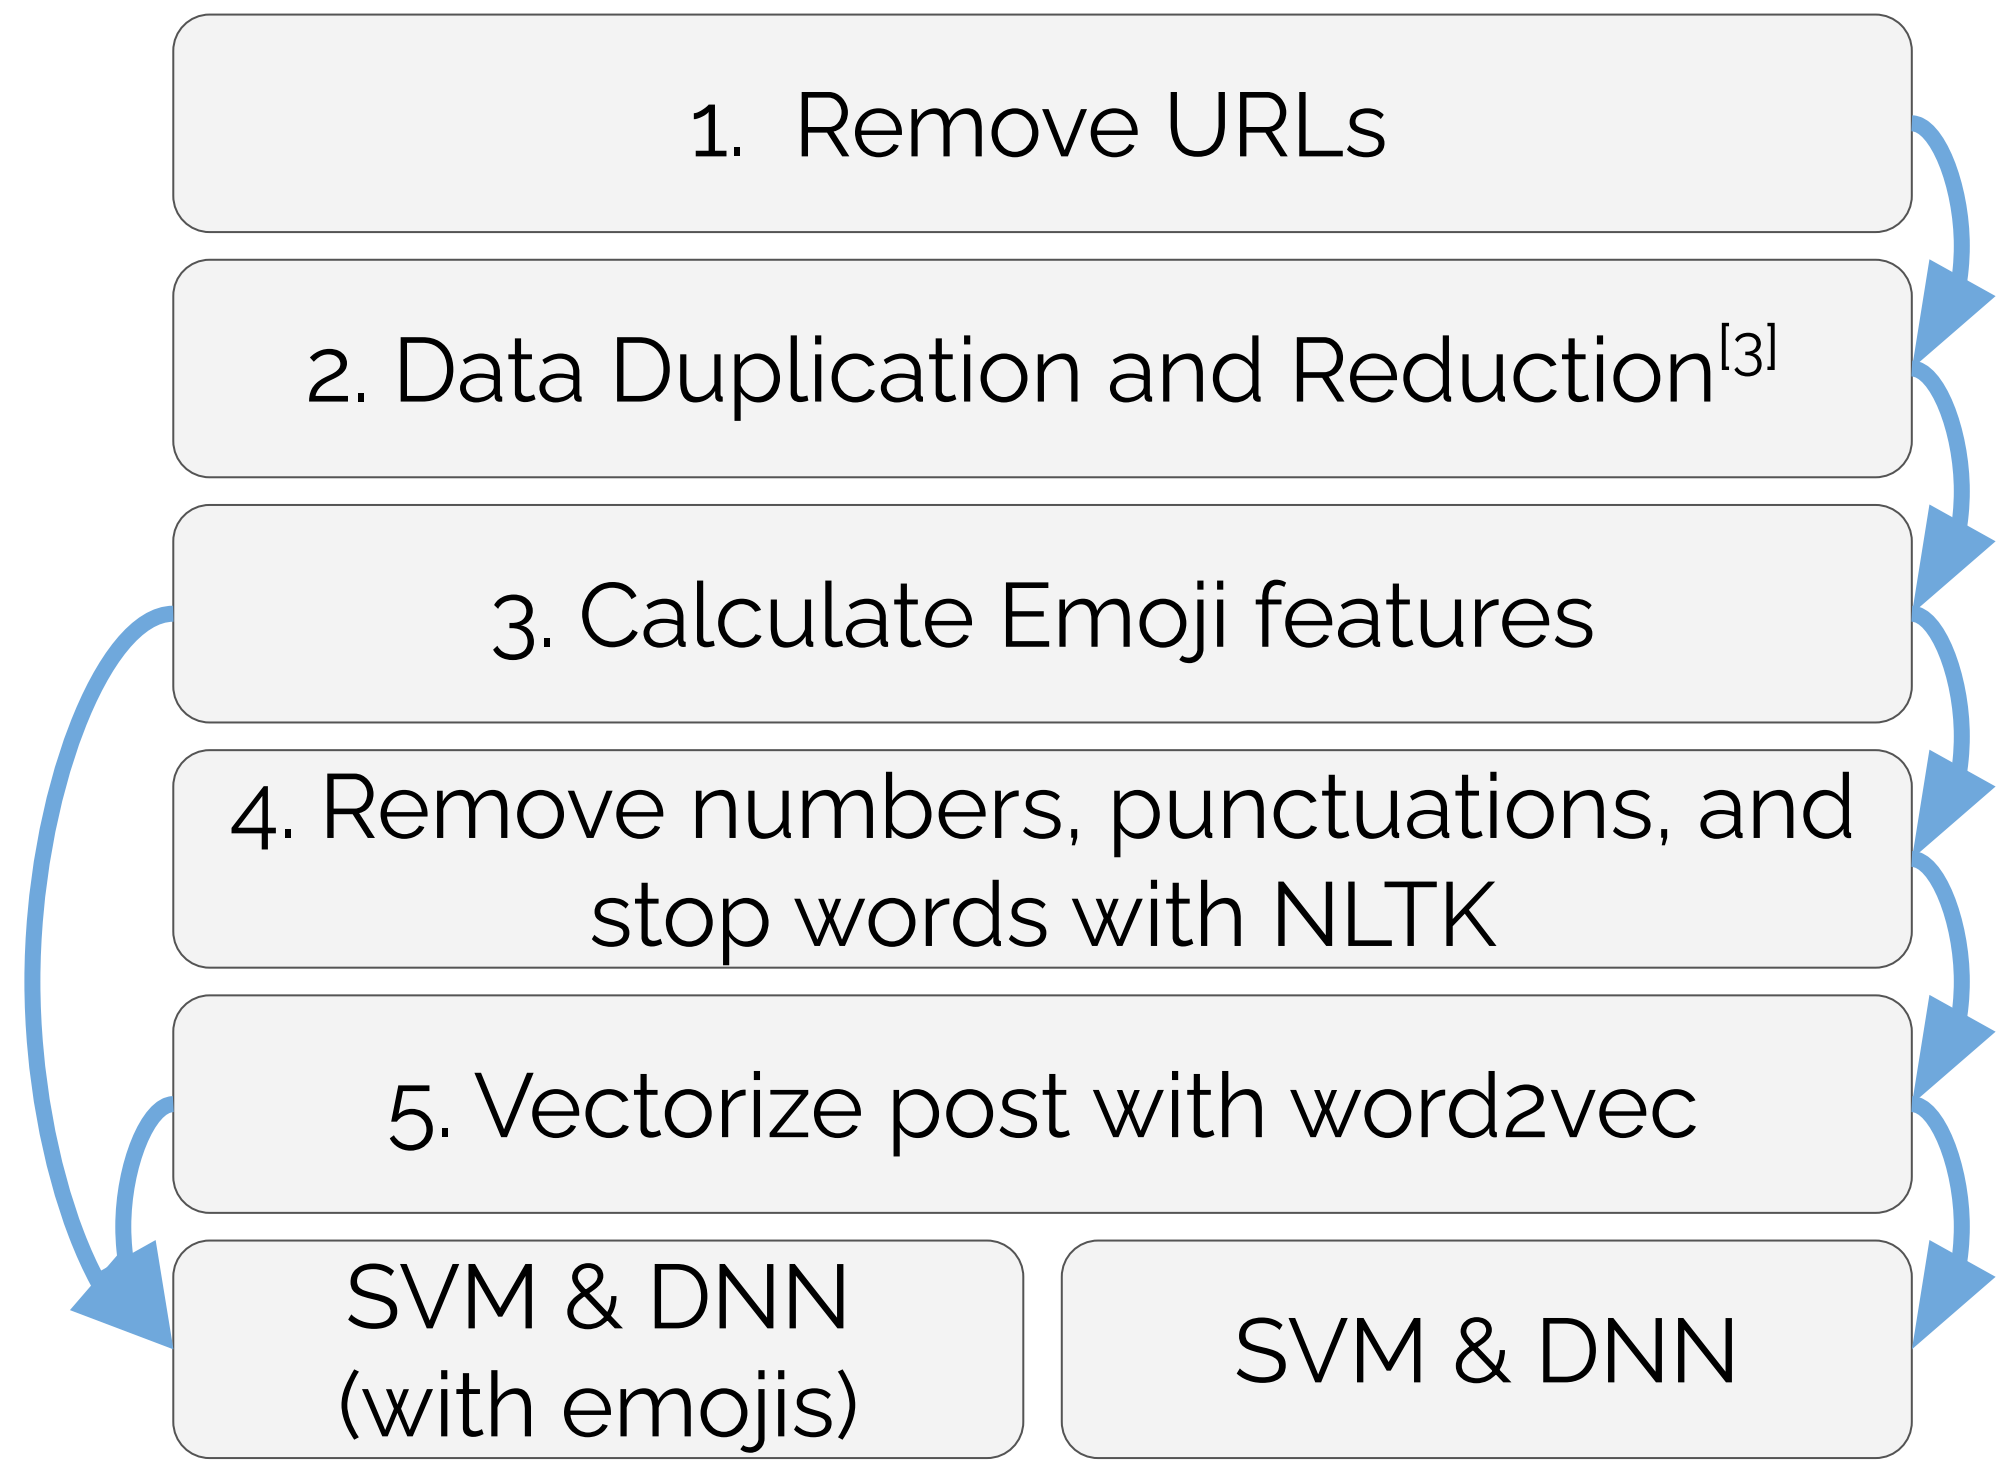 1. Remove URLs
2. Data Duplication and Reduction[3]
3. Calculate Emoji features
4. Remove numbers, punctuations, and
stop words with NLTK
5. Vectorize post with word2vec
SVM & DNN
(with emojis)
SVM & DNN